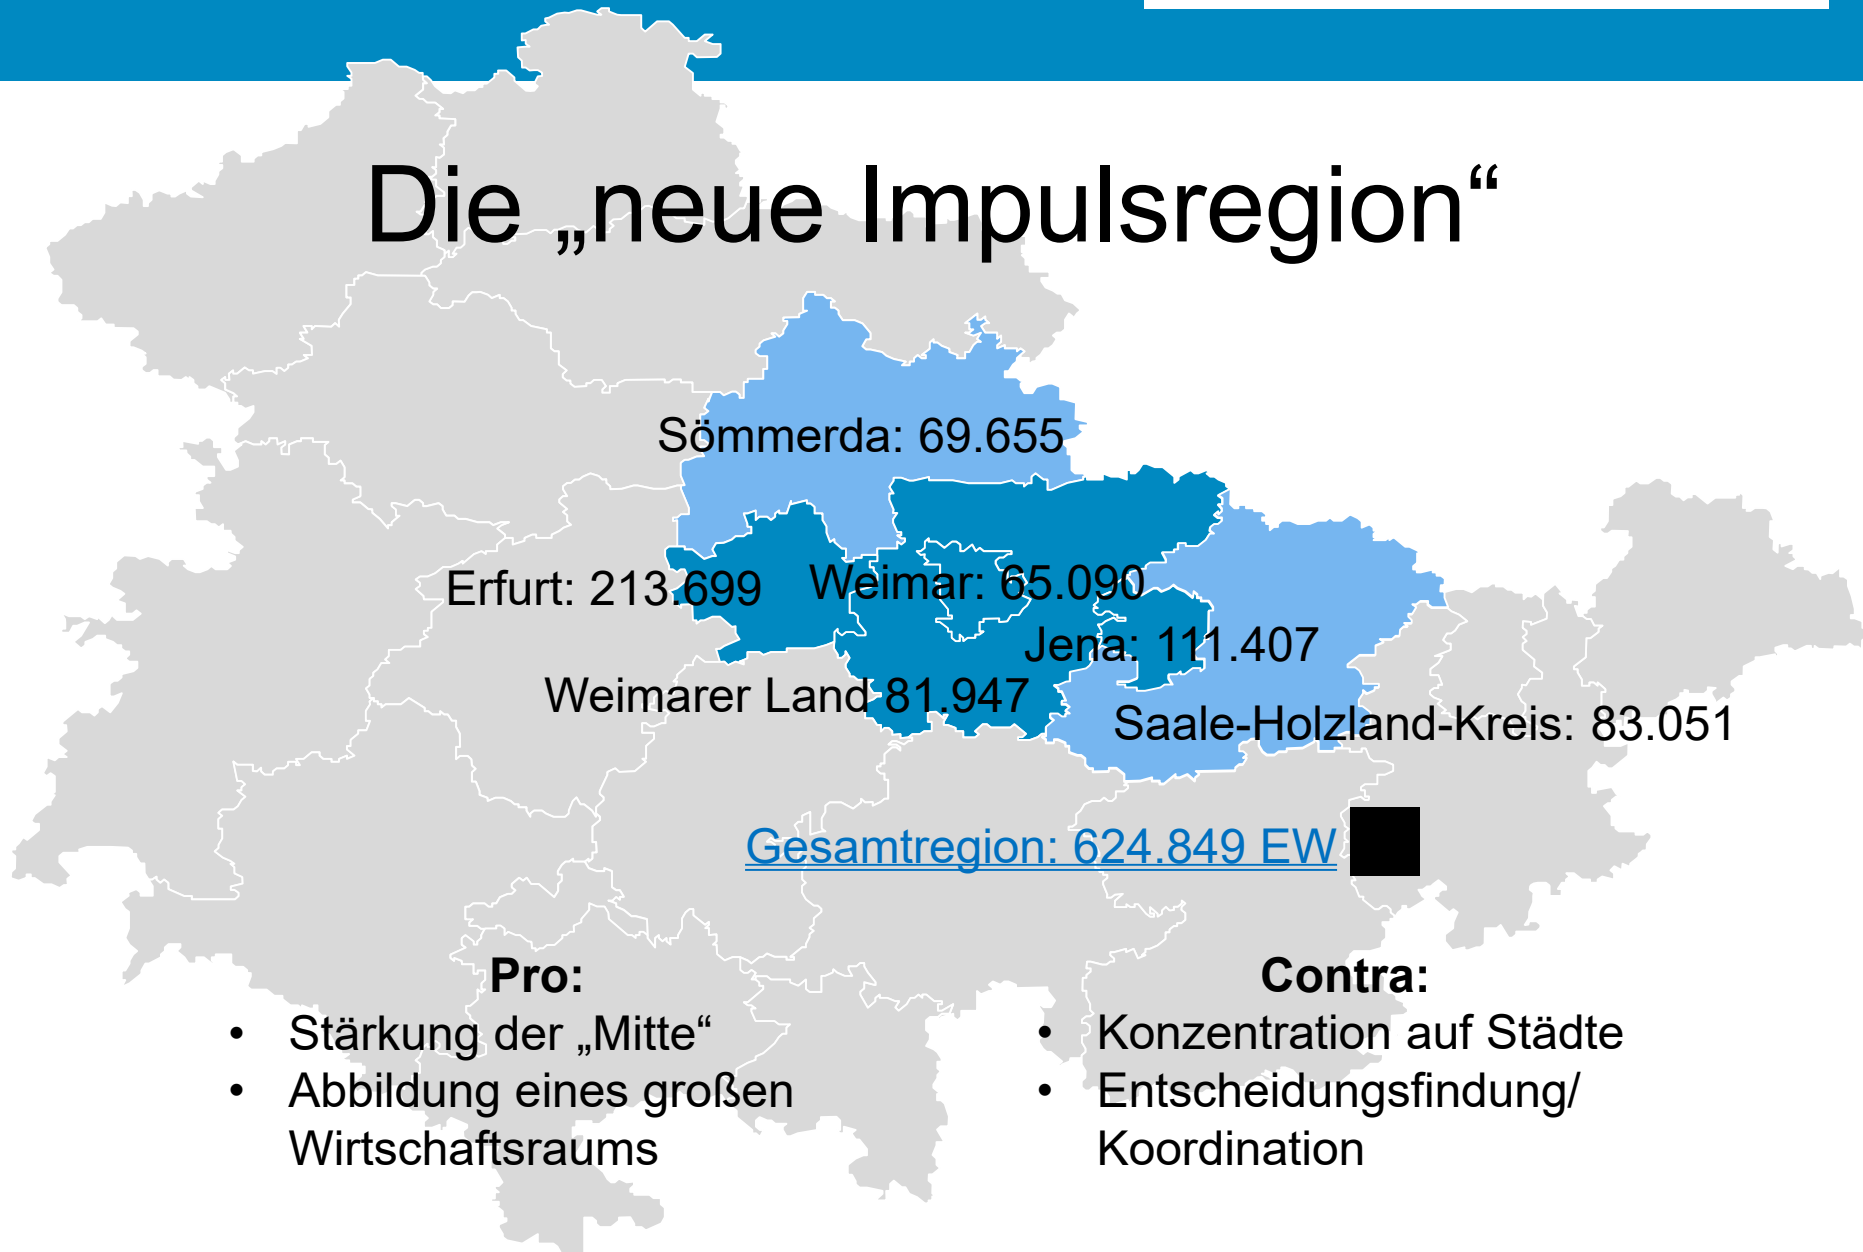 Die „neue Impulsregion“
Sömmerda: 69.655
Erfurt: 213.699
Weimar: 65.090
Jena: 111.407
Weimarer Land 81.947
Saale-Holzland-Kreis: 83.051
Gesamtregion: 624.849 EW
Pro:
• Stärkung der „Mitte“
• Abbildung eines großen
Wirtschaftsraums
Contra:
• Konzentration auf Städte
• Entscheidungsfindung/
Koordination